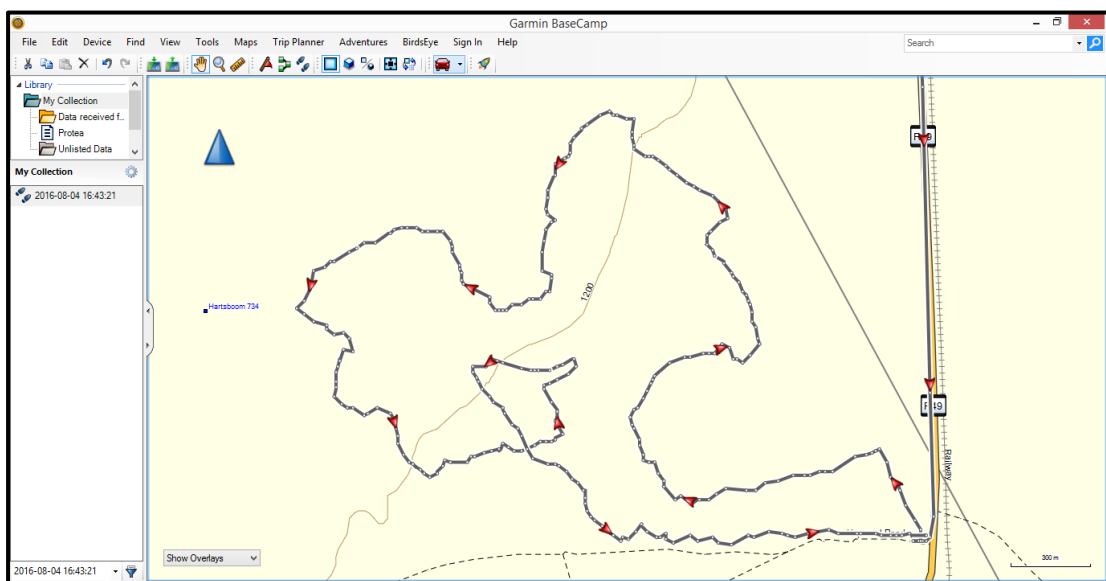 Garmin BaseCamp
File Edit Device Find View Tools Maps Trip Planner Adventures BirdsEye Sign In Help
Search
Library
My Collection
Data received f..
Protea
Unlisted Data
My Collection
2016-08-04 16:43:21
1200
Hartsboom 734
Railway
Show Overlays
300 m
2016-08-04 16:43:21